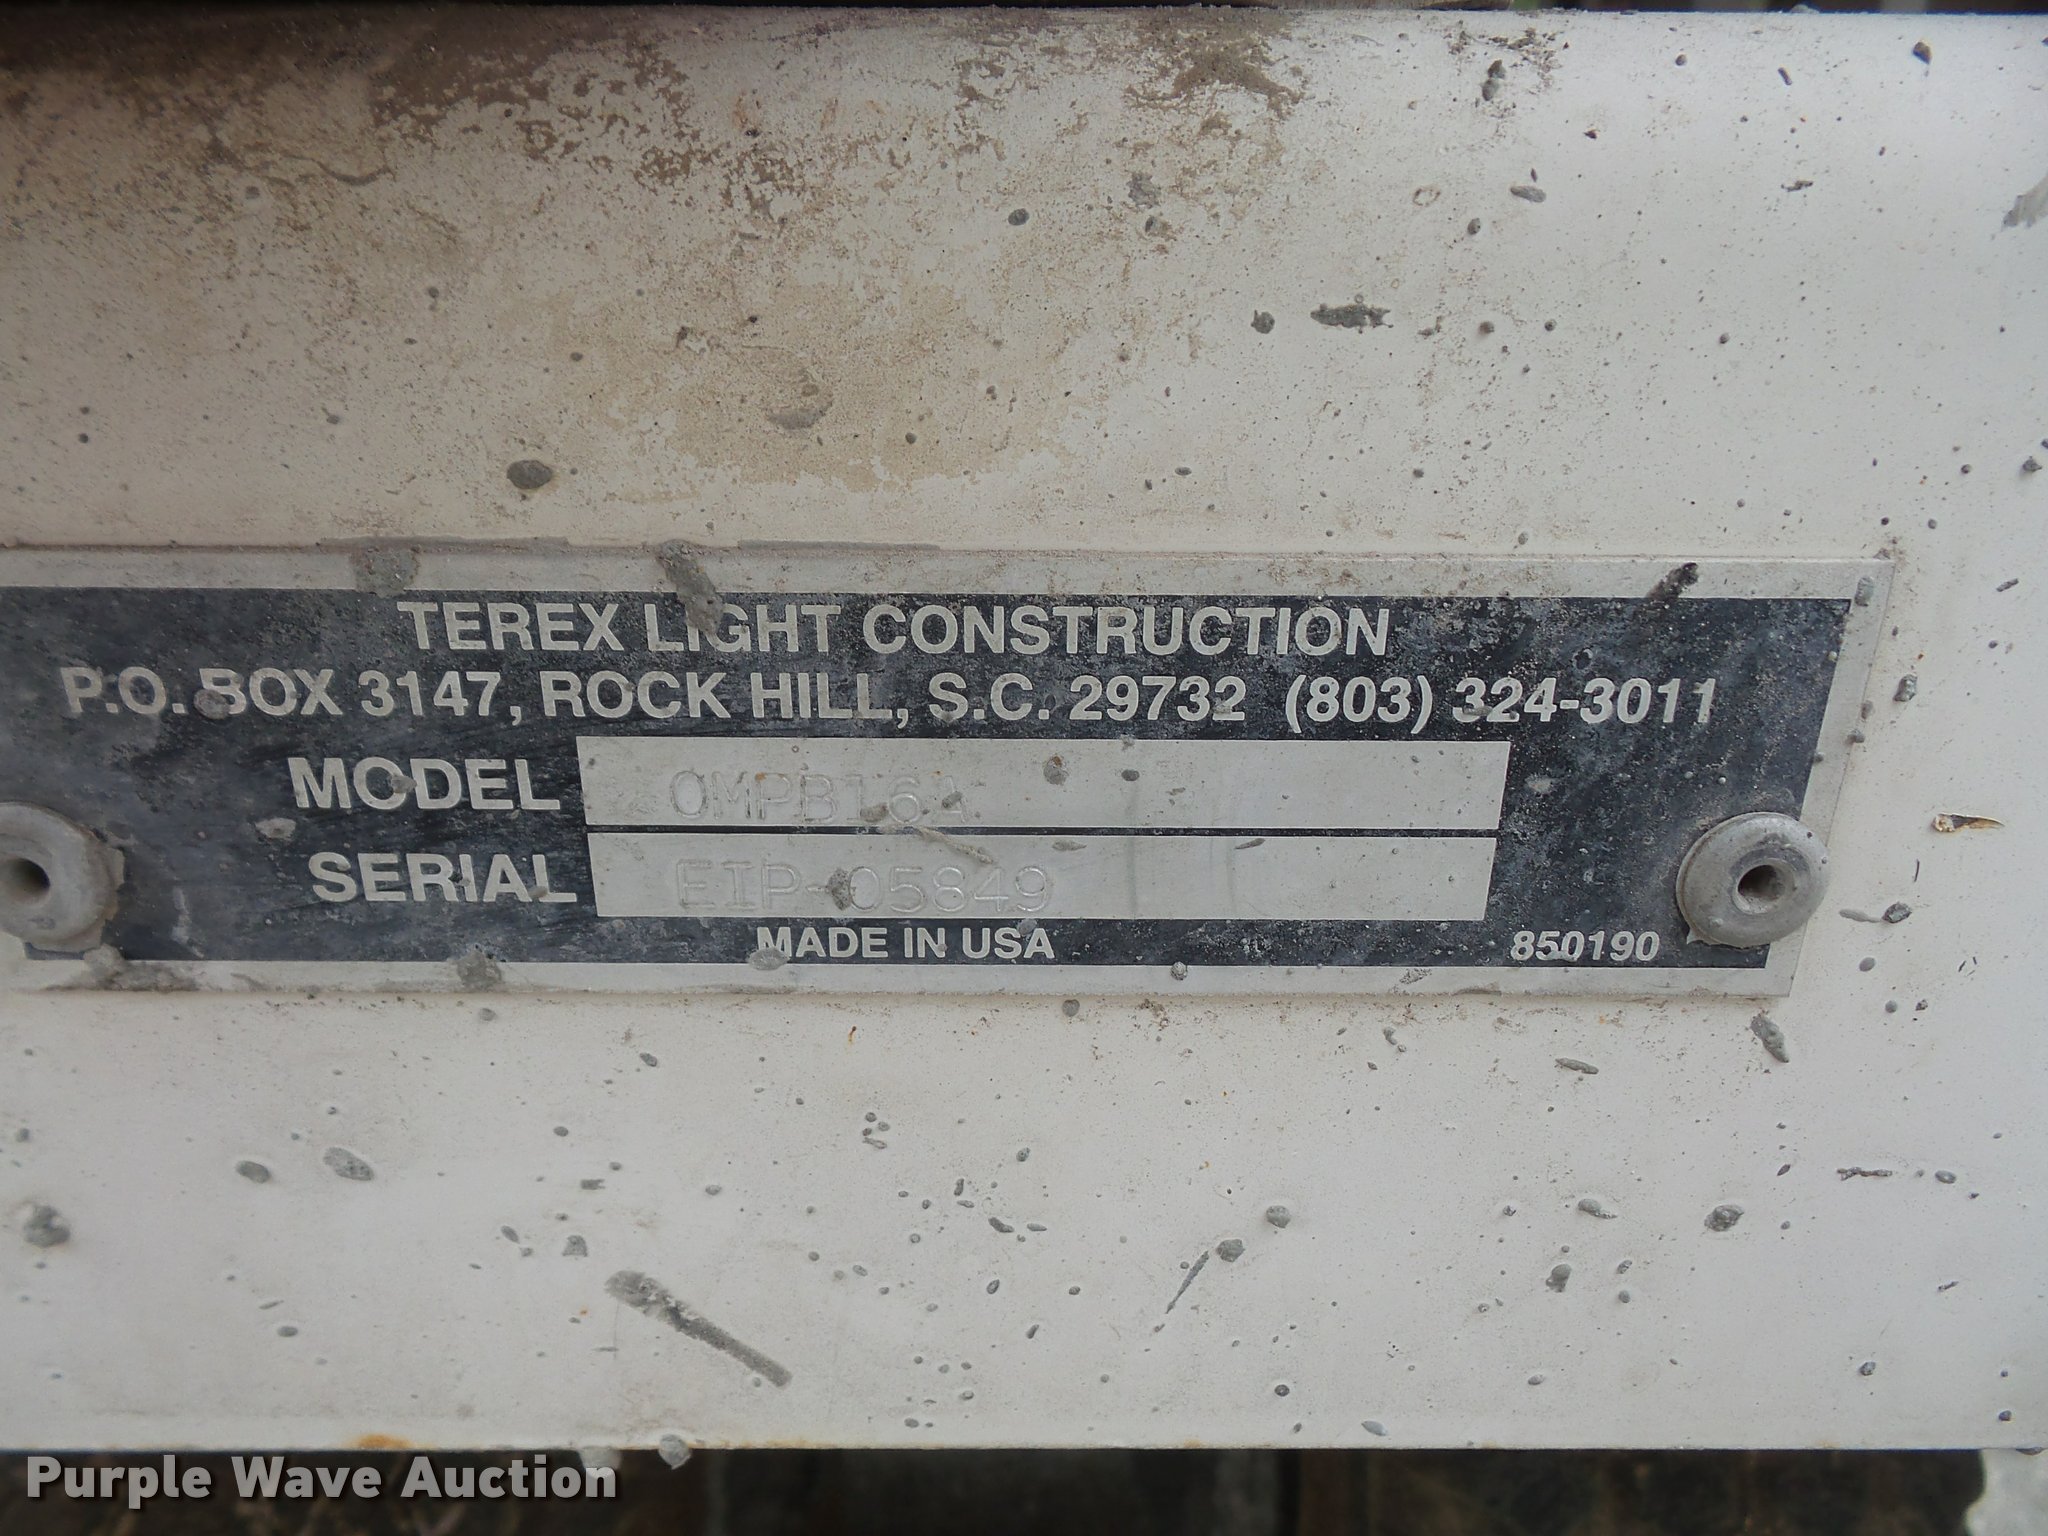 TEREX LIGHT CONSTRUCTION
P.O. BOX 3147, ROCK HILL, S.C. 29732 (803) 324-3011
MODEL OMPB16A
SERIAL EIP-05849
MADE IN USA 850190
Purple Wave Auction